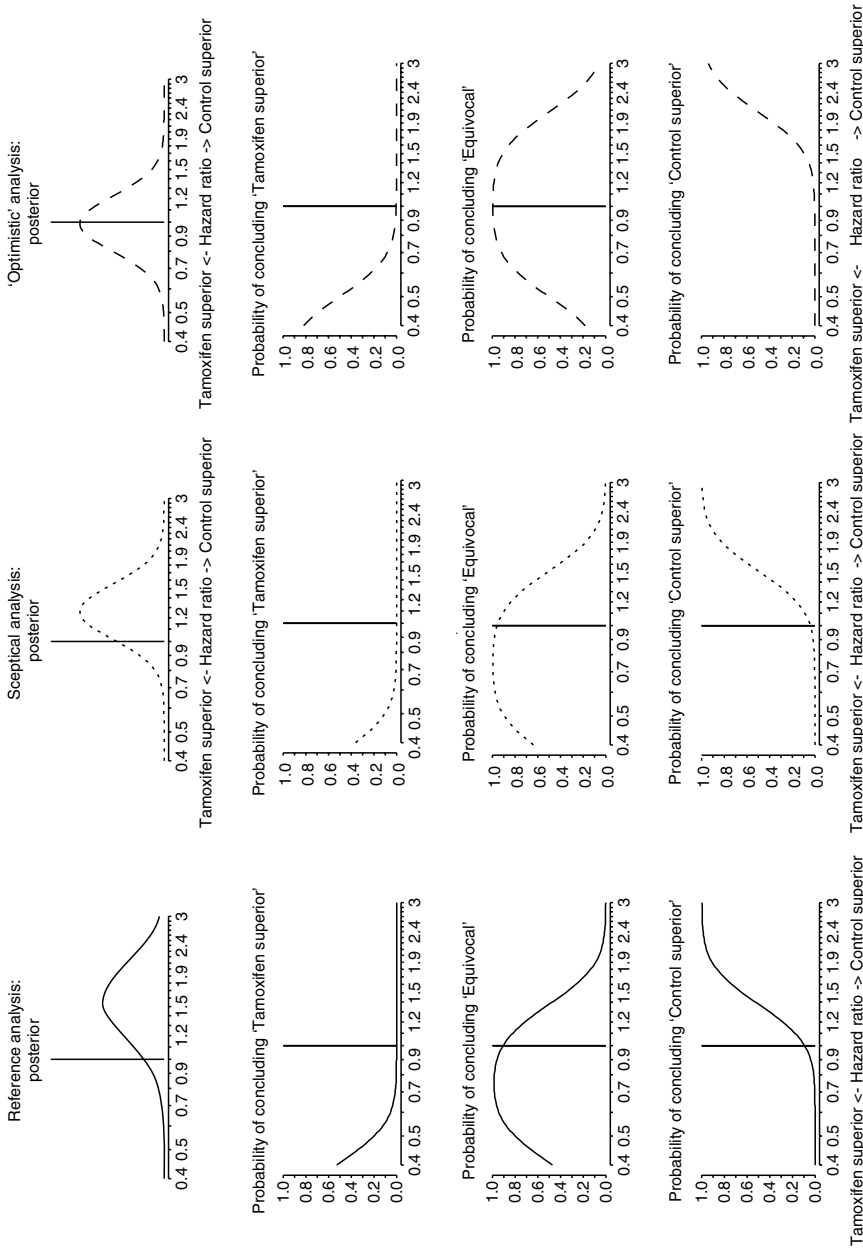 Reference analysis:
posterior
0.4 0.5 0.7 0.9 1.2 1.5 1.9 2.4 3
Sceptical analysis:
posterior
0.4 0.5 0.7 0.9 1.2 1.5 1.9 2.4 3
Tamoxifen superior <- Hazard ratio -> Control superior
'Optimistic' analysis:
posterior
0.4 0.5 0.7 0.9 1.2 1.5 1.9 2.4 3
Tamoxifen superior <- Hazard ratio -> Control superior
Probability of concluding 'Tamoxifen superior'
1.0
0.8
0.6
0.4
0.2
0.0
0.4 0.5 0.7 0.9 1.2 1.5 1.9 2.4 3
Probability of concluding 'Tamoxifen superior'
1.0
0.8
0.6
0.4
0.2
0.0
0.4 0.5 0.7 0.9 1.2 1.5 1.9 2.4 3
Probability of concluding 'Tamoxifen superior'
1.0
0.8
0.6
0.4
0.2
0.0
0.4 0.5 0.7 0.9 1.2 1.5 1.9 2.4 3
Probability of concluding 'Equivocal'
1.0
0.8
0.6
0.4
0.2
0.0
0.4 0.5 0.7 0.9 1.2 1.5 1.9 2.4 3
Probability of concluding 'Equivocal'
1.0
0.8
0.6
0.4
0.2
0.0
0.4 0.5 0.7 0.9 1.2 1.5 1.9 2.4 3
Probability of concluding 'Equivocal'
1.0
0.8
0.6
0.4
0.2
0.0
0.4 0.5 0.7 0.9 1.2 1.5 1.9 2.4 3
Probability of concluding 'Control superior'
1.0
0.8
0.6
0.4
0.2
0.0
0.4 0.5 0.7 0.9 1.2 1.5 1.9 2.4 3
Tamoxifen superior <- Hazard ratio -> Control superior
Probability of concluding 'Control superior'
1.0
0.8
0.6
0.4
0.2
0.0
0.4 0.5 0.7 0.9 1.2 1.5 1.9 2.4 3
Tamoxifen superior <- Hazard ratio -> Control superior
Probability of concluding 'Control superior'
1.0
0.8
0.6
0.4
0.2
0.0
0.4 0.5 0.7 0.9 1.2 1.5 1.9 2.4 3
Tamoxifen superior <- Hazard ratio -> Control superior